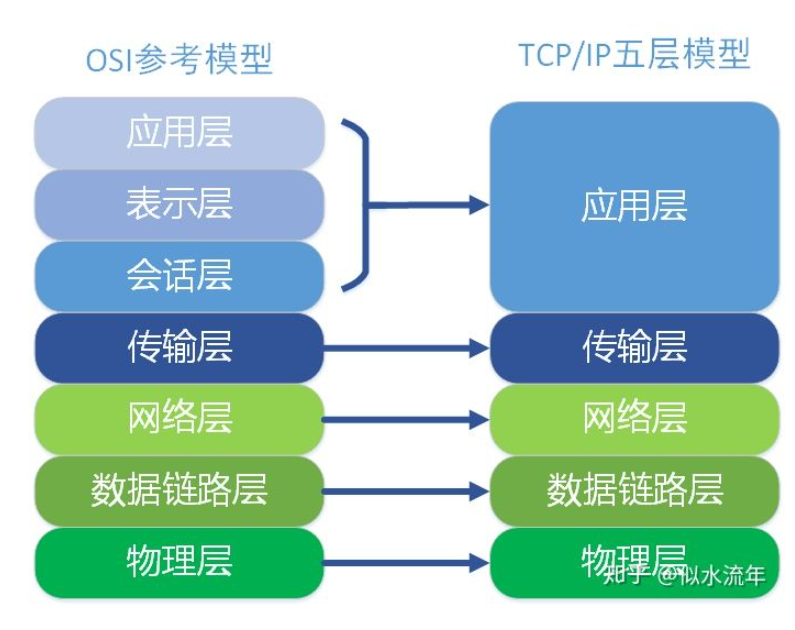 OSI参考模型
TCP/IP五层模型
应用层
表示层
会话层
传输层
网络层
数据链路层
物理层
应用层
传输层
网络层
数据链路层
物理层
知乎 @似水流年